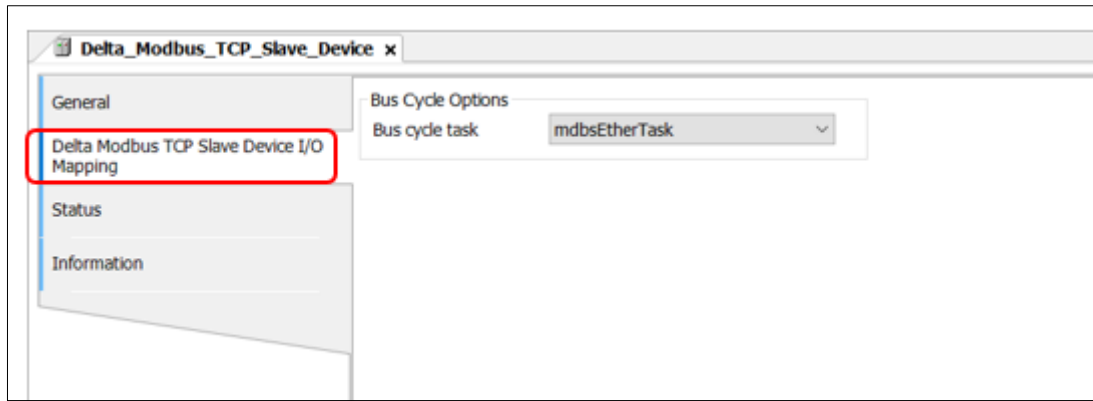 Delta_Modbus_TCP_Slave_Device x
General
Delta Modbus TCP Slave Device I/O
Mapping
Status
Information
Bus Cycle Options
Bus cycle task mdbsEtherTask